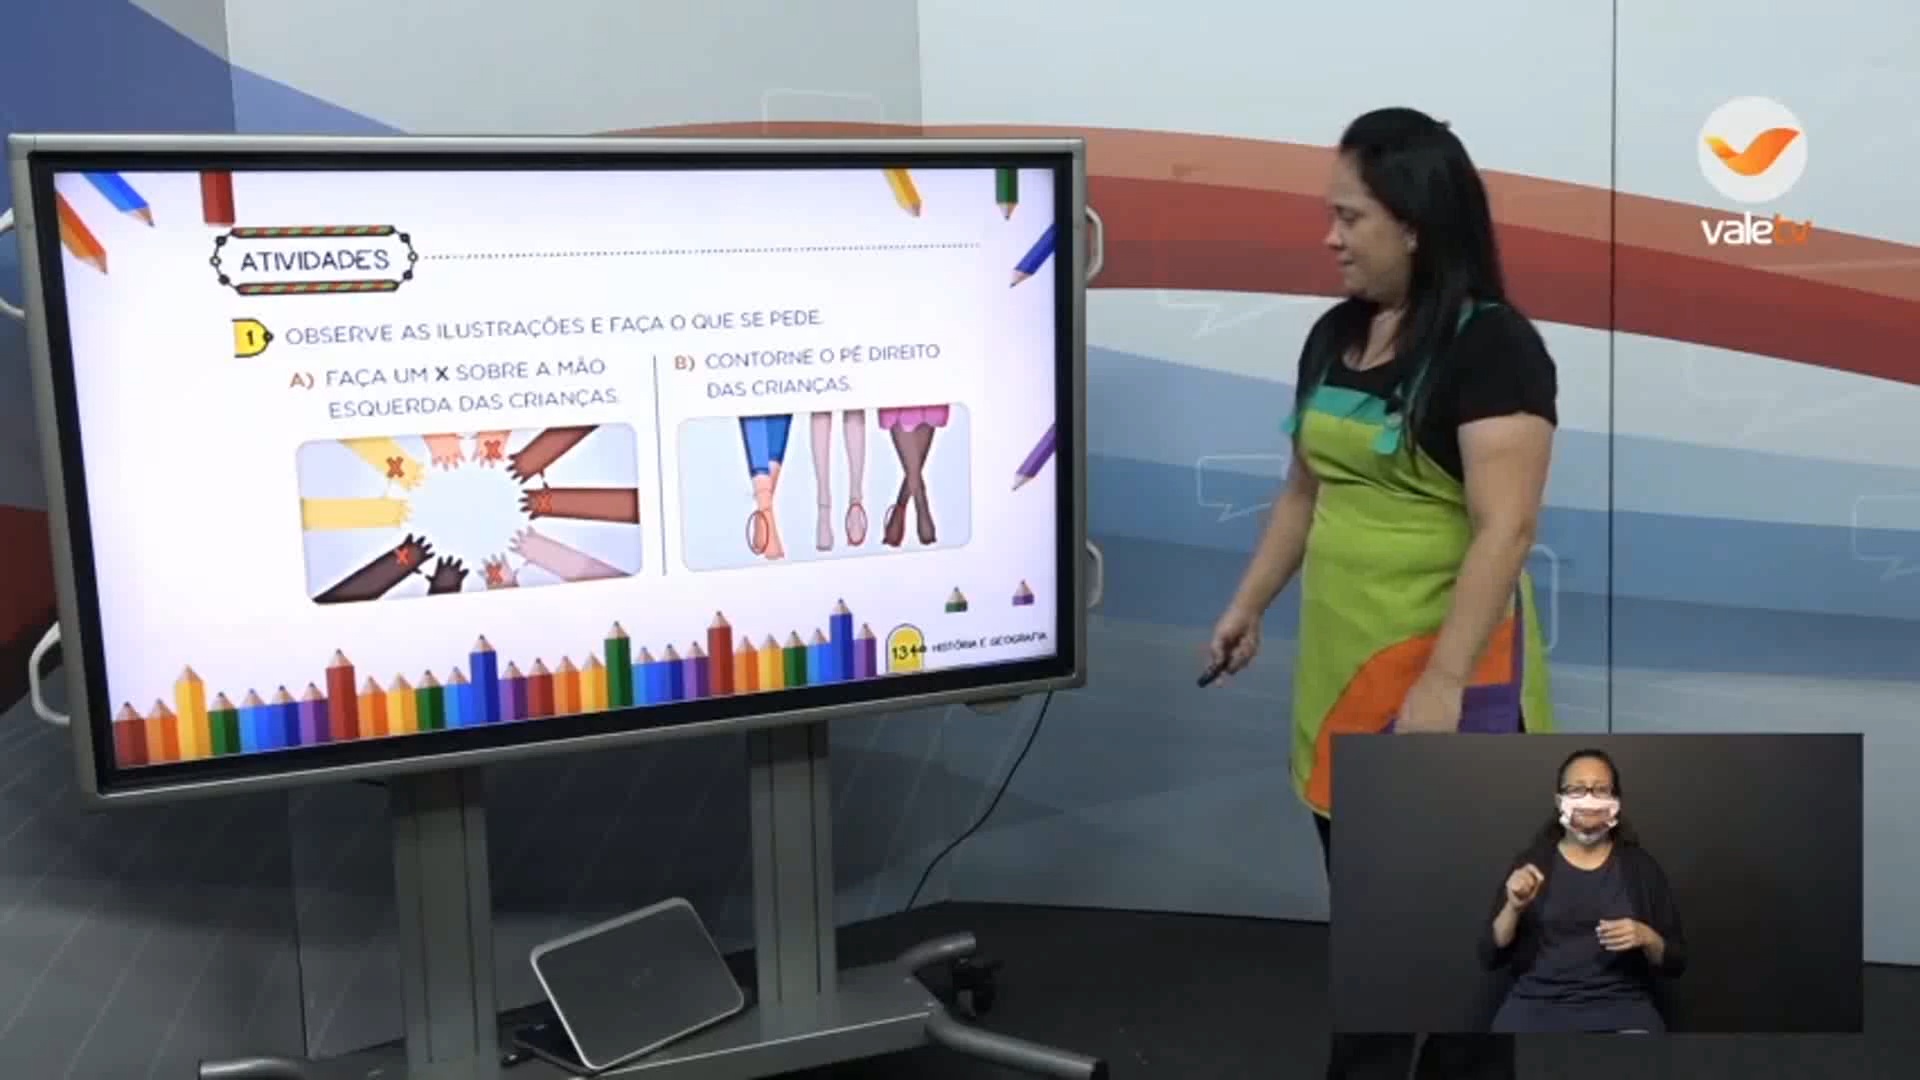 ATIVIDADES
1 OBSERVE AS ILUSTRAÇÕES E FAÇA O QUE SE PEDE.
A) FAÇA UM X SOBRE A MÃO
ESQUERDA DAS CRIANÇAS.
B) CONTORNE O PÉ DIREITO
DAS CRIANÇAS.
X X
X
X X
134 HISTÓRIA E GEOGRAFIA
valetv